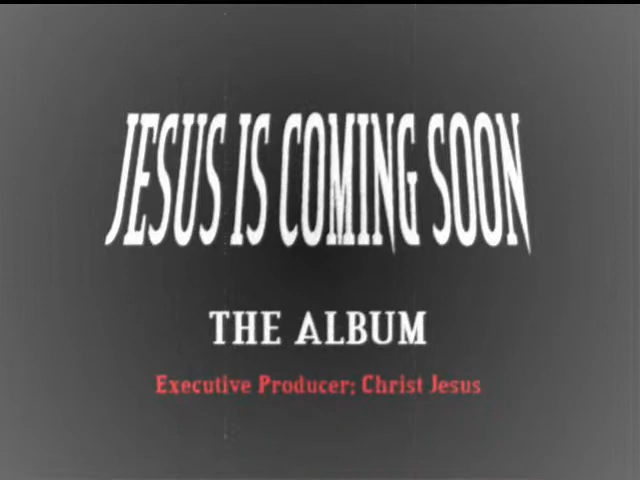 JESUS IS COMING SOON
THE ALBUM
Executive Producer; Christ Jesus